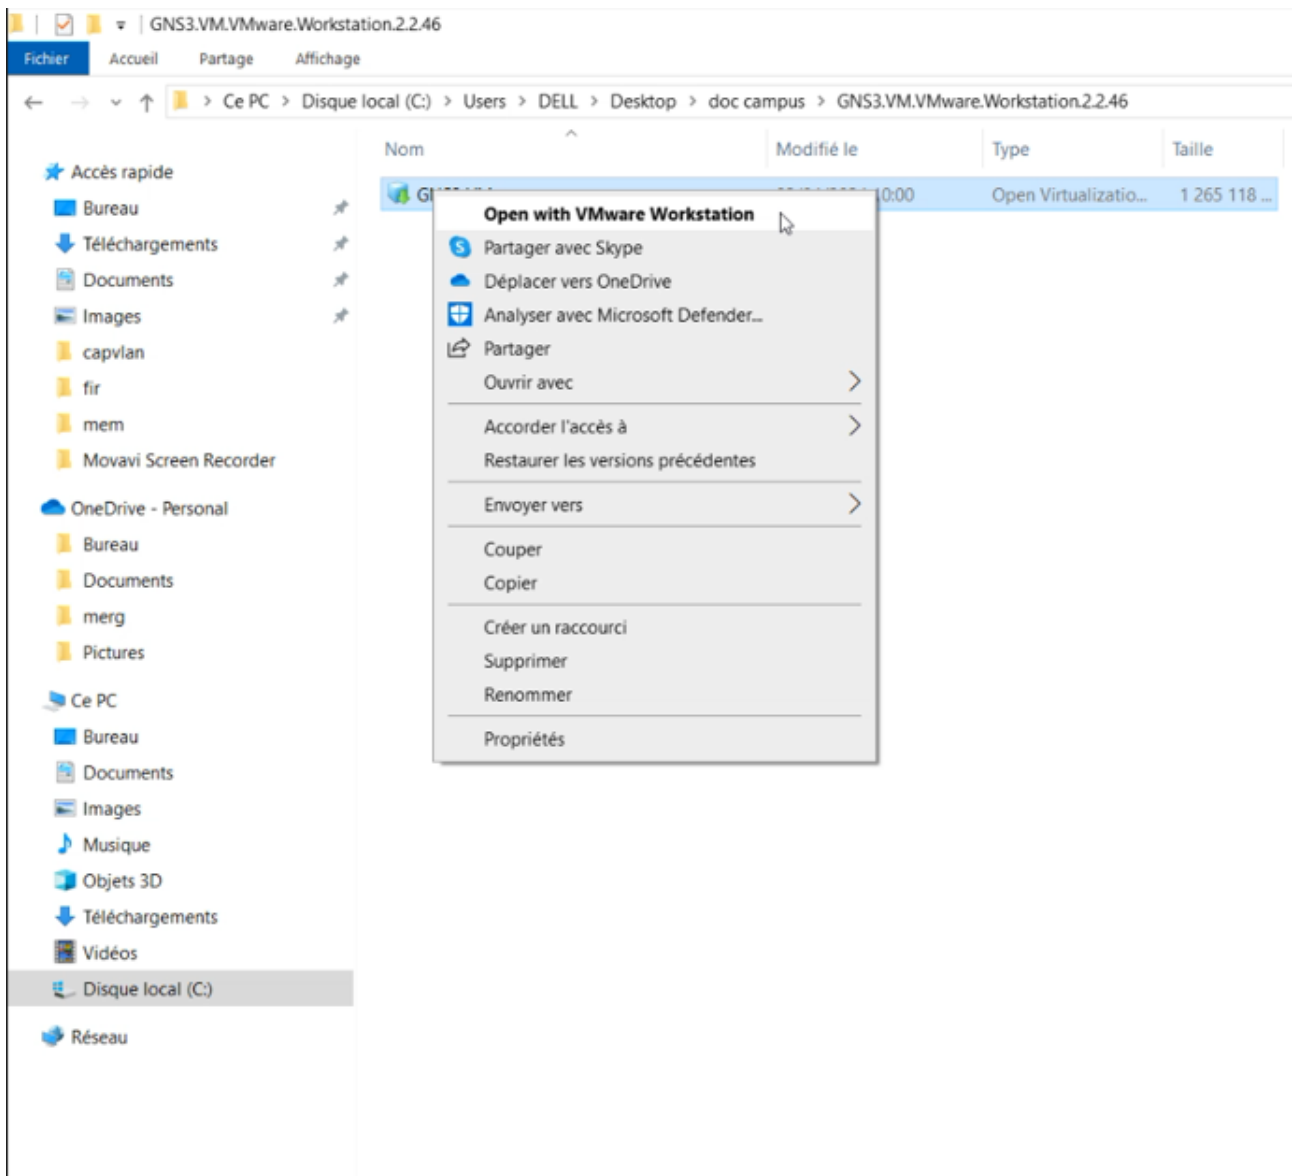 GNS3.VM.VMware.Workstation.2.2.46
Fichier Accueil Partage Affichage
Ce PC > Disque local (C:) > Users > DELL > Desktop > doc campus > GNS3.VM.VMware.Workstation.2.2.46
Nom Modifié le Type Taille
10:00 Open Virtualizatio... 1 265 118 ...
Accès rapide
Bureau
Téléchargements
Documents
Images
capvlan
fir
mem
Movavi Screen Recorder
OneDrive - Personal
Bureau
Documents
merg
Pictures
Ce PC
Bureau
Documents
Images
Musique
Objets 3D
Téléchargements
Vidéos
Disque local (C:)
Réseau
Open with VMware Workstation
Partager avec Skype
Déplacer vers OneDrive
Analyser avec Microsoft Defender...
Partager
Ouvrir avec
Accorder l'accès à
Restaurer les versions précédentes
Envoyer vers
Couper
Copier
Créer un raccourci
Supprimer
Renommer
Propriétés